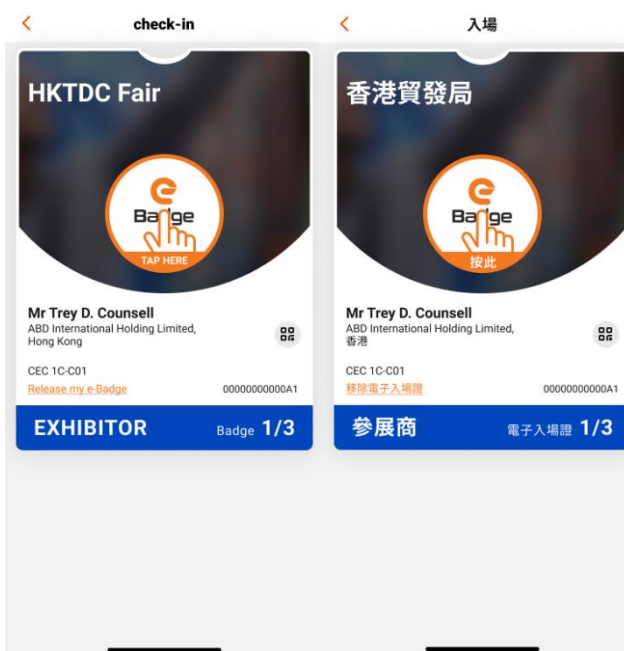 check-in
HKTDC Fair
Badge
TAP HERE
Mr Trey D. Counsell
ABD International Holding Limited,
Hong Kong
CEC 1C-C01
Release my e-Badge
00000000000A1
EXHIBITOR
Badge 1/3
入場
香港貿發局
Badge
按此
Mr Trey D. Counsell
ABD International Holding Limited,
香港
CEC 1C-C01
移除電子入場證
00000000000A1
參展商
電子入場證 1/3